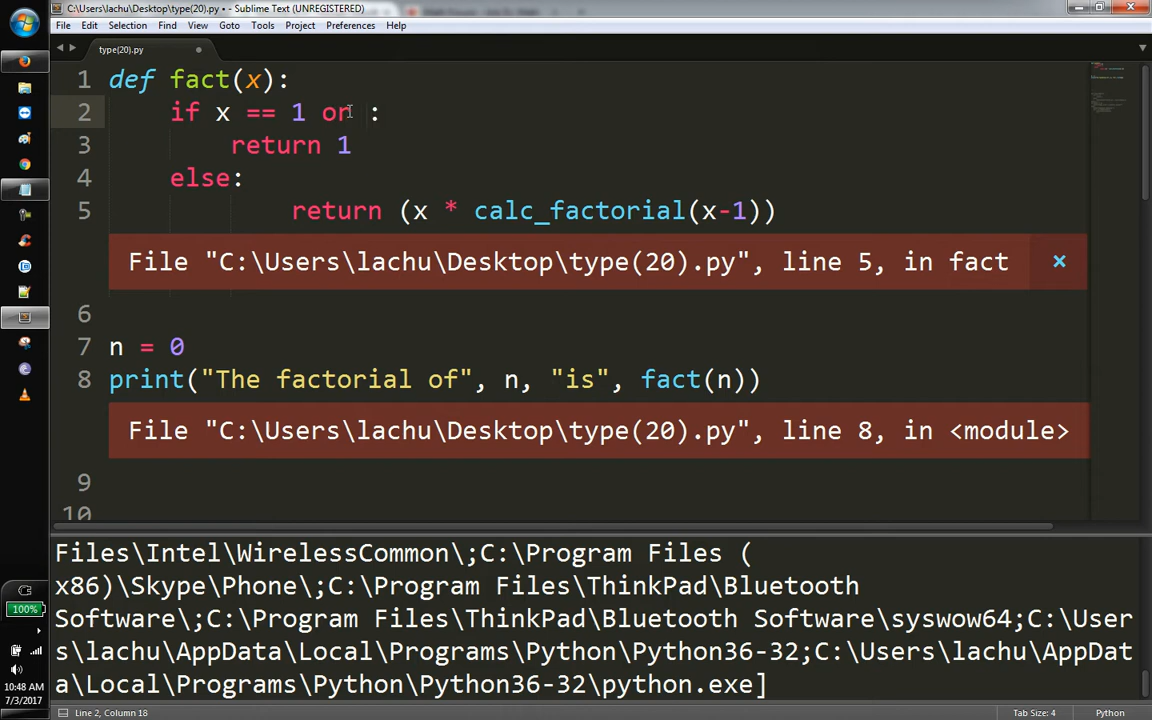 C:\Users\lachu\Desktop\type(20).py • - Sublime Text (UNREGISTERED)
File Edit Selection Find View Goto Tools Project Preferences Help
type(20).py
1 def fact(x):
2 if x == 1 or :
3 return 1
4 else:
5 return (x * calc_factorial(x-1))
File "C:\Users\lachu\Desktop\type(20).py", line 5, in fact ×
6
7 n = 0
8 print("The factorial of", n, "is", fact(n))
File "C:\Users\lachu\Desktop\type(20).py", line 8, in <module>
9
10
Files\Intel\WirelessCommon\;C:\Program Files (
x86)\Skype\Phone\;C:\Program Files\ThinkPad\Bluetooth
Software\;C:\Program Files\ThinkPad\Bluetooth Software\syswow64;C:\User
s\lachu\AppData\Local\Programs\Python\Python36-32;C:\Users\lachu\AppDat
a\Local\Programs\Python\Python36-32\python.exe]
100%
10:48 AM
7/3/2017
Line 2, Column 18 Tab Size: 4 Python